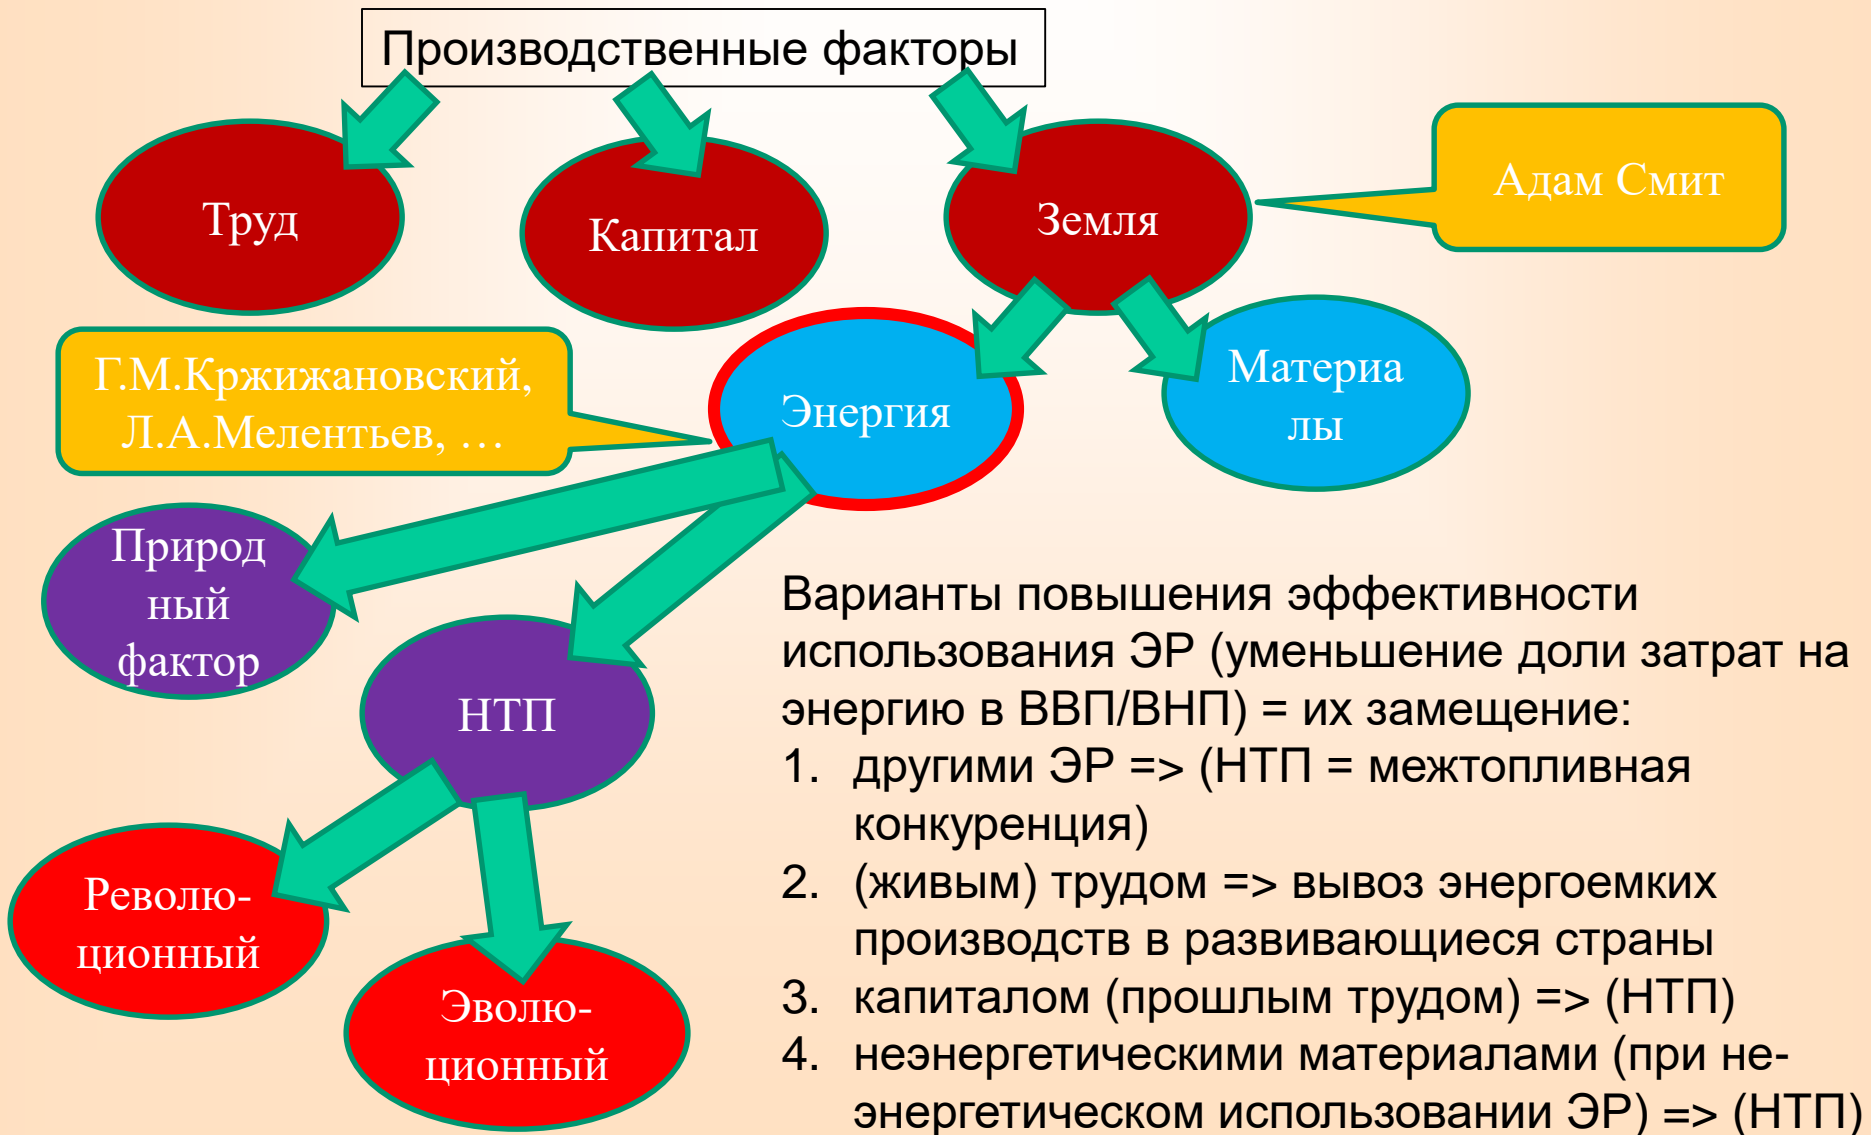 Производственные факторы
Труд
Капитал
Земля
Адам Смит
Г.М.Кржижановский,
Л.А.Мелентьев, …
Энергия
Материа
лы
Природ
ный
фактор
НТП
Револю-
ционный
Эволю-
ционный
Варианты повышения эффективности
использования ЭР (уменьшение доли затрат на
энергию в ВВП/ВНП) = их замещение:
1. другими ЭР => (НТП = межтопливная
конкуренция)
2. (живым) трудом => вывоз энергоемких
производств в развивающиеся страны
3. капиталом (прошлым трудом) => (НТП)
4. неэнергетическими материалами (при не-
энергетическом использовании ЭР) => (НТП)